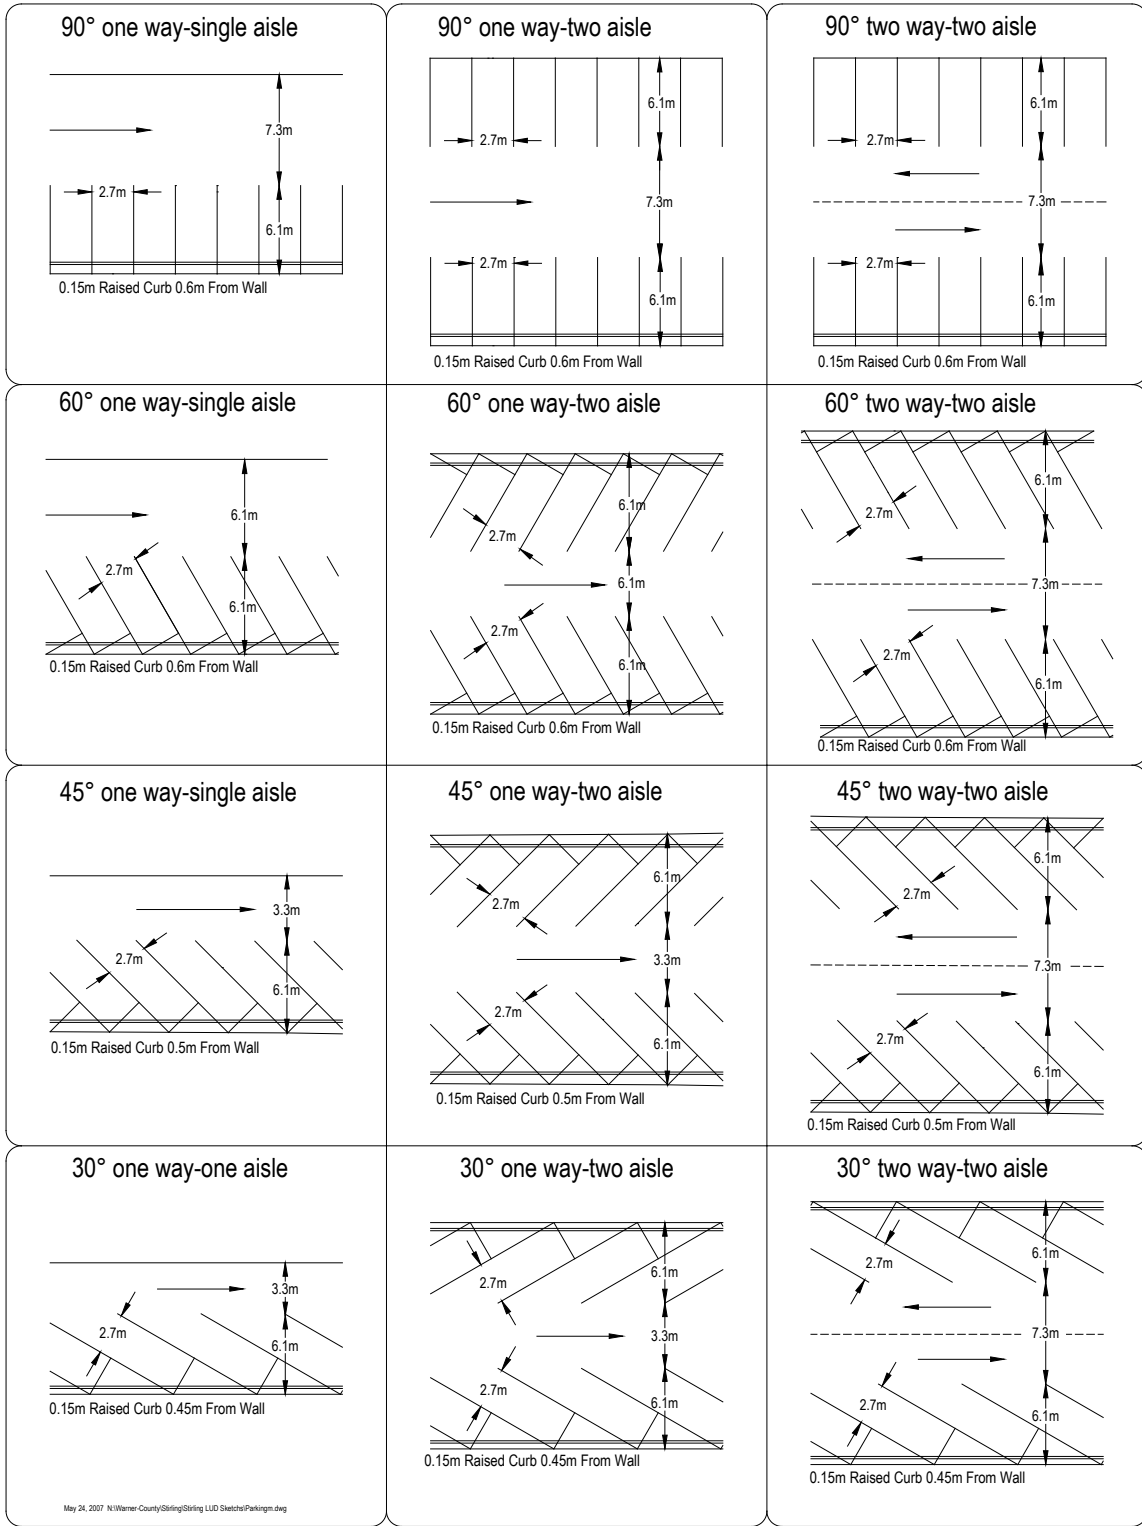 90° one way-single aisle
7.3m
2.7m
6.1m
0.15m Raised Curb 0.6m From Wall
90° one way-two aisle
6.1m
2.7m
7.3m
2.7m
6.1m
0.15m Raised Curb 0.6m From Wall
90° two way-two aisle
6.1m
2.7m
7.3m
2.7m
6.1m
0.15m Raised Curb 0.6m From Wall
60° one way-single aisle
6.1m
2.7m
6.1m
0.15m Raised Curb 0.6m From Wall
60° one way-two aisle
6.1m
2.7m
6.1m
2.7m
6.1m
0.15m Raised Curb 0.6m From Wall
60° two way-two aisle
6.1m
2.7m
7.3m
2.7m
6.1m
0.15m Raised Curb 0.6m From Wall
45° one way-single aisle
3.3m
2.7m
6.1m
0.15m Raised Curb 0.5m From Wall
45° one way-two aisle
6.1m
2.7m
3.3m
2.7m
6.1m
0.15m Raised Curb 0.5m From Wall
45° two way-two aisle
6.1m
2.7m
7.3m
2.7m
6.1m
0.15m Raised Curb 0.5m From Wall
30° one way-one aisle
3.3m
2.7m
6.1m
0.15m Raised Curb 0.45m From Wall
30° one way-two aisle
2.7m
6.1m
3.3m
2.7m
6.1m
0.15m Raised Curb 0.45m From Wall
30° two way-two aisle
6.1m
2.7m
7.3m
2.7m
6.1m
0.15m Raised Curb 0.45m From Wall
May 24, 2007 N:\Warner-County\Stirling\Stirling LUD Sketchs\Parkingm.dwg